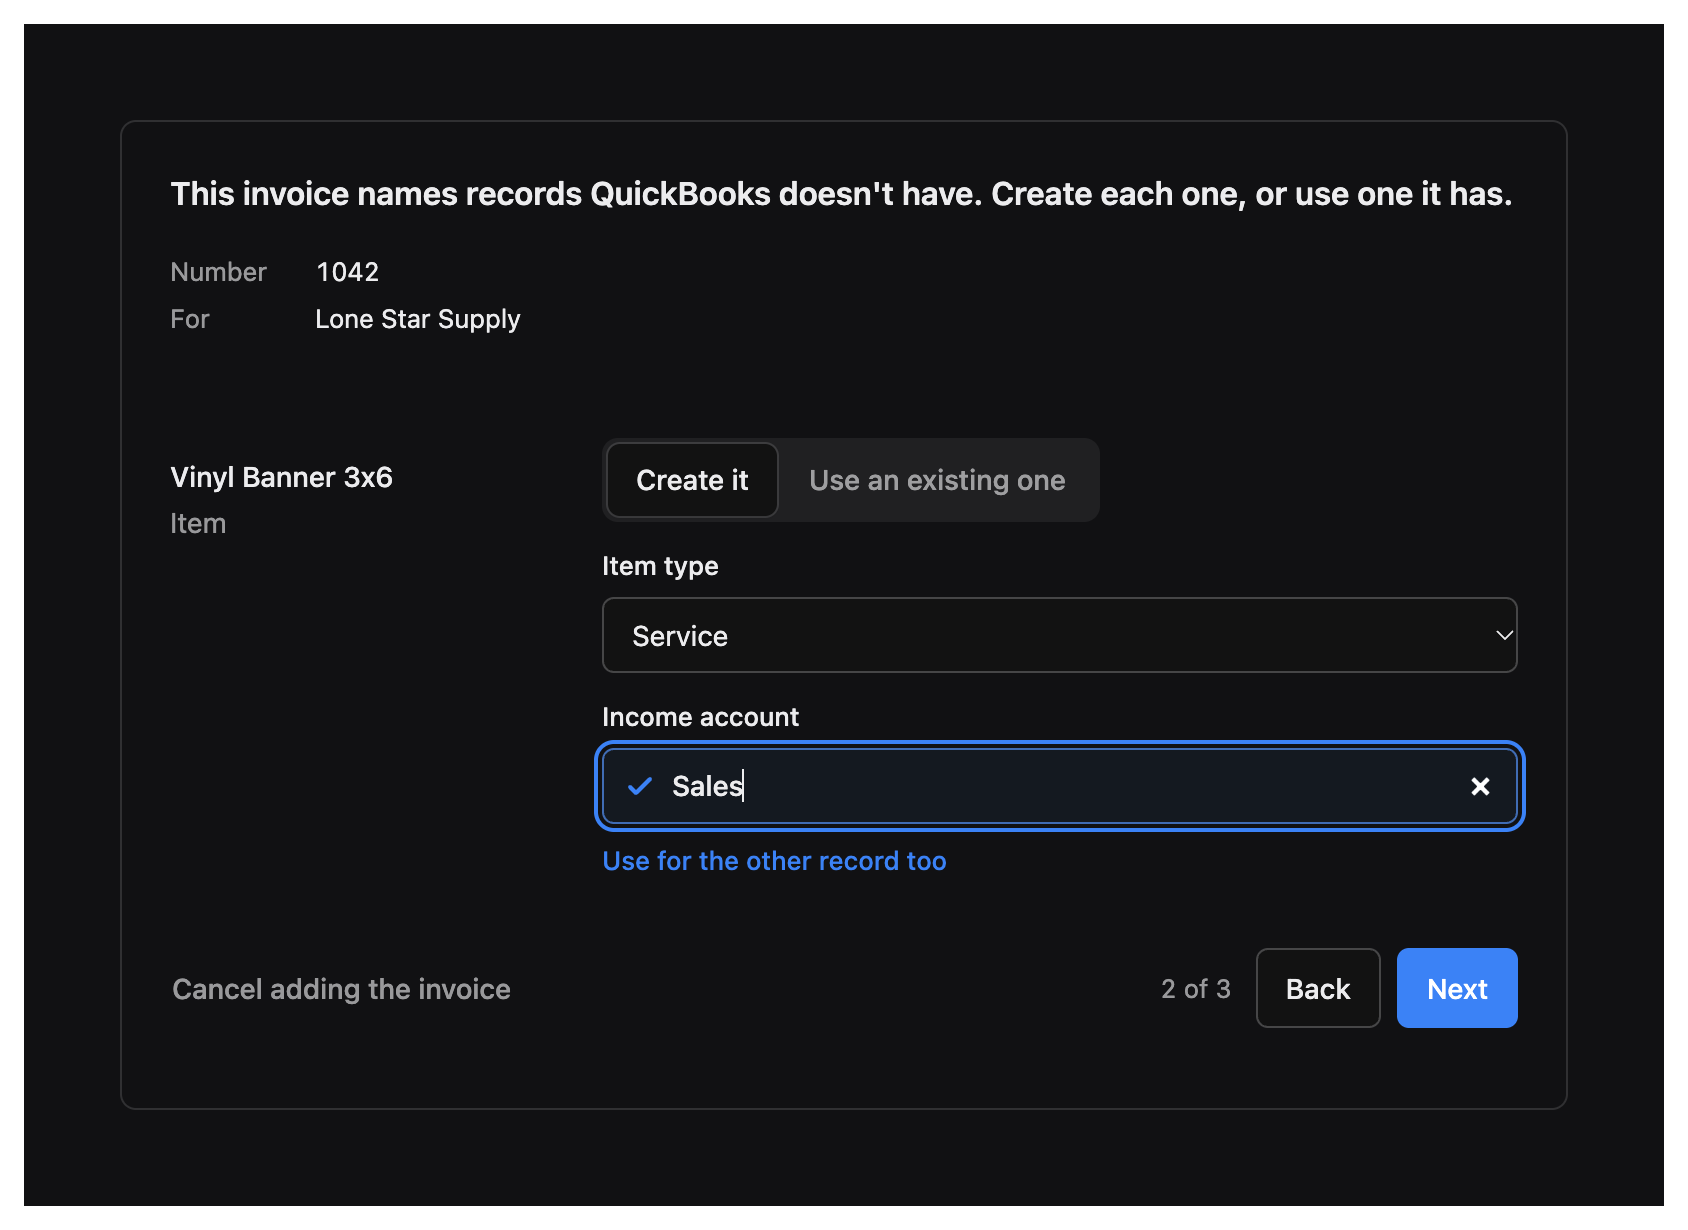 This invoice names records QuickBooks doesn't have. Create each one, or use one it has.
Number 1042
For Lone Star Supply
Vinyl Banner 3x6
Item
Create it Use an existing one
Item type
Service
Income account
Sales
Use for the other record too
Cancel adding the invoice 2 of 3 Back Next